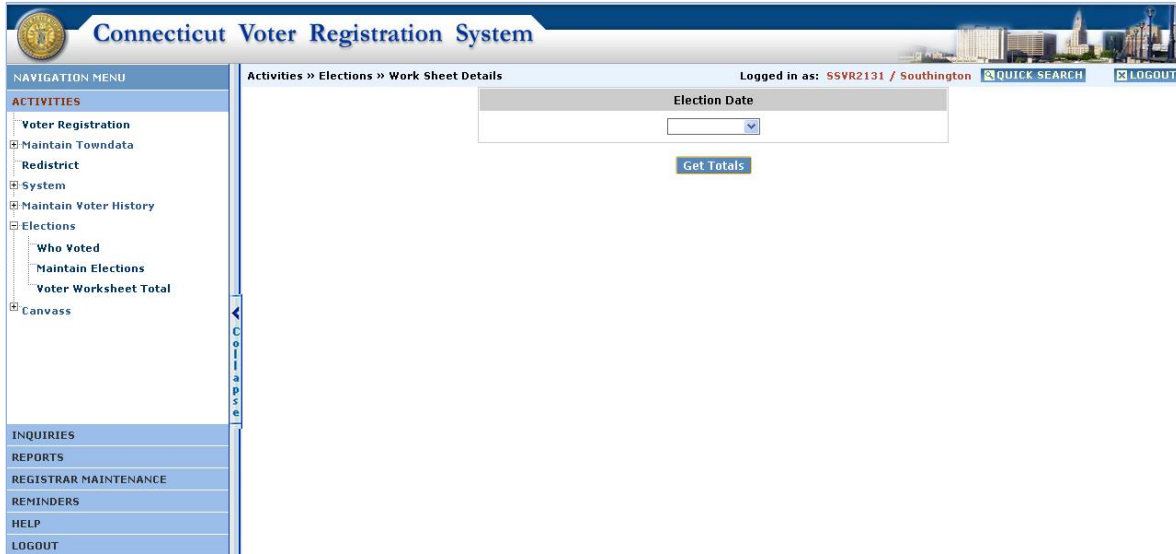 Connecticut Voter Registration System
NAVIGATION MENU
Activities » Elections » Work Sheet Details
Logged in as: SSVR2131 / Southington
QUICK SEARCH
LOGOUT
ACTIVITIES
Voter Registration
Maintain Towndata
Redistrict
System
Maintain Voter History
Elections
Who Voted
Maintain Elections
Voter Worksheet Total
Canvass
Collapse
INQUIRIES
REPORTS
REGISTRAR MAINTENANCE
REMINDERS
HELP
LOGOUT
Election Date
Get Totals